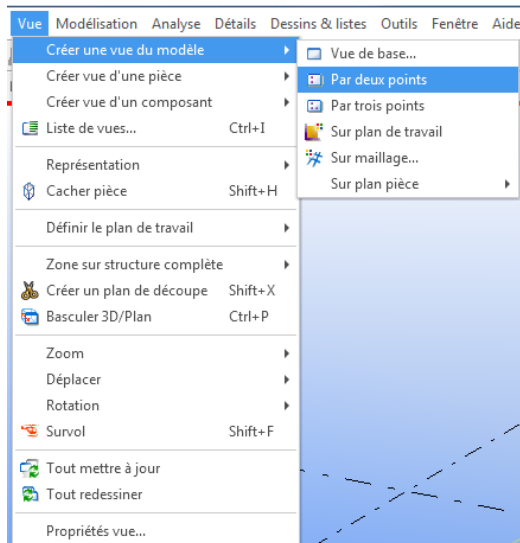 Vue Modélisation Analyse Détails Dessins & listes Outils Fenêtre Aide
Créer une vue du modèle
Créer vue d'une pièce
Créer vue d'un composant
Liste de vues... Ctrl+I
Représentation
Cacher pièce Shift+H
Définir le plan de travail
Zone sur structure complète
Créer un plan de découpe Shift+X
Basculer 3D/Plan Ctrl+P
Zoom
Déplacer
Rotation
Survol Shift+F
Tout mettre à jour
Tout redessiner
Propriétés vue...
Vue de base...
Par deux points
Par trois points
Sur plan de travail
Sur maillage...
Sur plan pièce